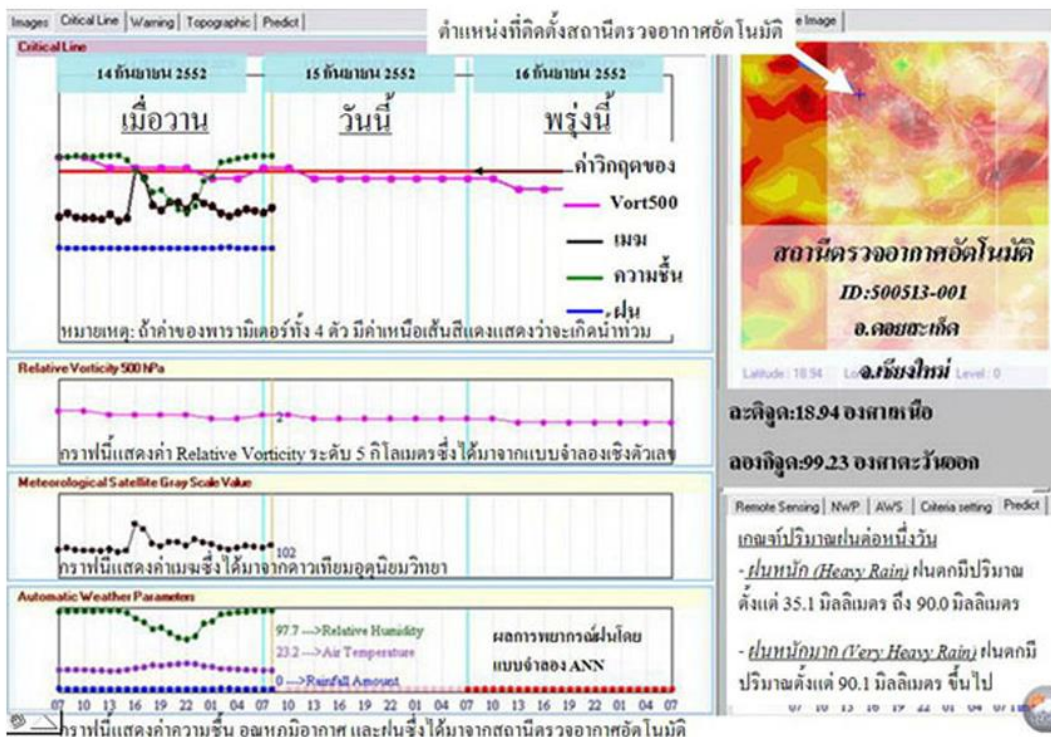 Images Critical Line Warning Topographic Predict
ตำแหน่งที่ติดตั้งสถานีตรวจอากาศอัตโนมัติ
Image
Critical Line
14 กันยายน 2552
15 กันยายน 2552
16 กันยายน 2552
เมื่อวาน
วันนี้
พรุ่งนี้
ค่าวิกฤตของ
Vort500
เมฆ
ความชื้น
ฝน
หมายเหตุ: ถ้าค่าของพารามิเตอร์ทั้ง 4 ตัว มีค่าเหนือเส้นสีแดงแสดงว่าจะเกิดน้ำท่วม
สถานีตรวจอากาศอัตโนมัติ
ID:500513-001
อ.ดอยสะเก็ด
จ.เชียงใหม่
Latitude : 18.94
Level : 0
ละติจูด:18.94 องศาเหนือ
ลองกิจูด:99.23 องศาตะวันออก
Relative Vorticity 500 hPa
2
กราฟนี้แสดงค่า Relative Vorticity ระดับ 5 กิโลเมตรซึ่งได้มาจากแบบจำลองเชิงตัวเลข
Meteorological Satellite Gray Scale Value
102
กราฟนี้แสดงค่าเมฆซึ่งได้มาจากดาวเทียมอุตุนิยมวิทยา
Automatic Weather Parameters
97.7 --->Relative Humidity
23.2 --->Air Temperature
0 --->Rainfall Amount
ผลการพยากรณ์ฝนโดย
แบบจำลอง ANN
07 10 13 16 19 22 01 04 07 10 13 16 19 22 01 04 07 10 13 16 19 22 01 04 07
กราฟนี้แสดงค่าความชื้น อุณหภูมิอากาศ และฝนซึ่งได้มาจากสถานีตรวจอากาศอัตโนมัติ
Remote Sensing NWP AWS Criteria setting Predict
เกณฑ์ปริมาณฝนต่อหนึ่งวัน
- ฝนหนัก (Heavy Rain) ฝนตกมีปริมาณ
ตั้งแต่ 35.1 มิลลิเมตร ถึง 90.0 มิลลิเมตร
- ฝนหนักมาก (Very Heavy Rain) ฝนตกมี
ปริมาณตั้งแต่ 90.1 มิลลิเมตร ขึ้นไป
07 10 13 16 19 22 01 04 07